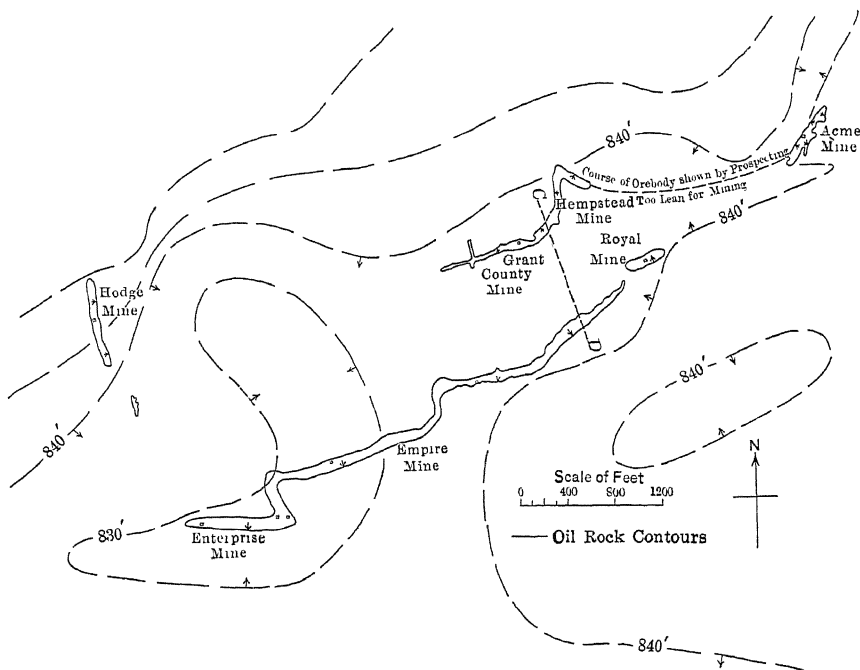 840'
Acme
Mine
Course of Orebody shown by Prospecting
Too Lean for Mining
C
Hempstead
Mine
840'
Royal
Mine
Grant
County
Mine
Hodge
Mine
D
840'
840'
Empire
Mine
N
Scale of Feet
0 400 800 1200
830'
Enterprise
Mine
Oil Rock Contours
840'